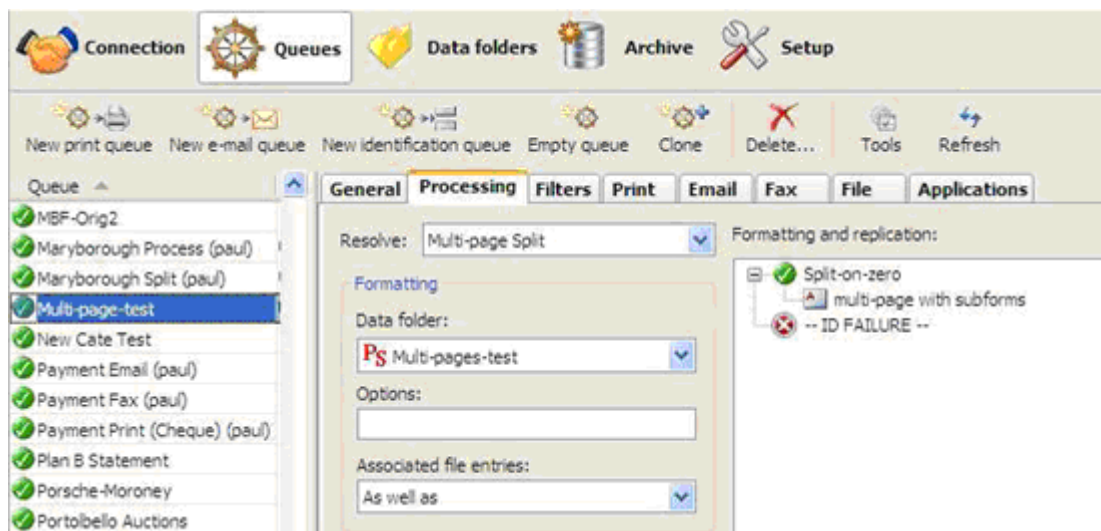 Connection Queues Data folders Archive Setup
New print queue New e-mail queue New identification queue Empty queue Clone Delete... Tools Refresh
Queue
MBF-Orig2
Maryborough Process (paul)
Maryborough Split (paul)
Multi-page-test
New Cate Test
Payment Email (paul)
Payment Fax (paul)
Payment Print (Cheque) (paul)
Plan B Statement
Porsche-Moroney
Portolbello Auctions
General Processing Filters Print Email Fax File Applications
Resolve: Multi-page Split
Formatting
Data folder:
PS Multi-pages-test
Options:
Associated file entries:
As well as
Formatting and replication:
Split-on-zero
multi-page with subforms
-- ID FAILURE --